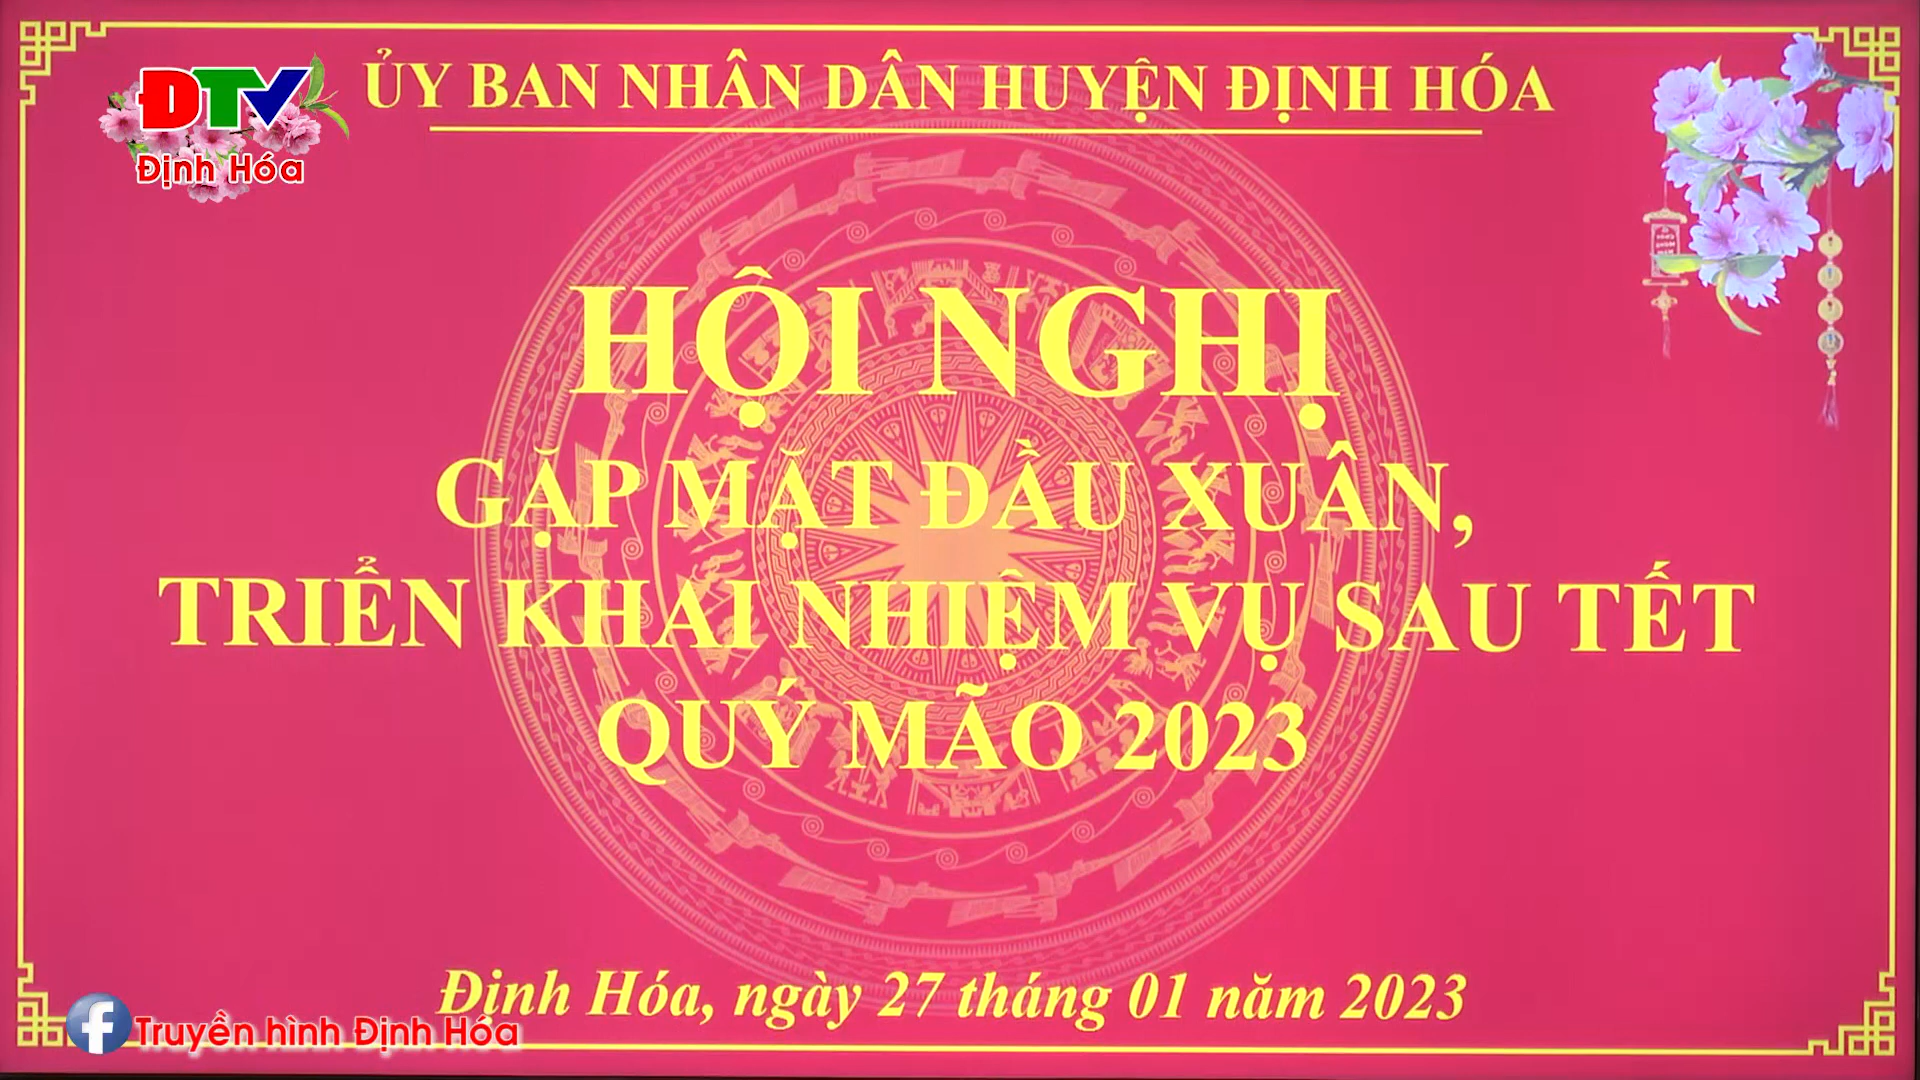 ĐTV
Định Hóa
ỦY BAN NHÂN DÂN HUYỆN ĐỊNH HÓA
HỘI NGHỊ
GẶP MẶT ĐẦU XUÂN,
TRIỂN KHAI NHIỆM VỤ SAU TẾT
QUÝ MÃO 2023
Định Hóa, ngày 27 tháng 01 năm 2023
f Truyền hình Định Hóa